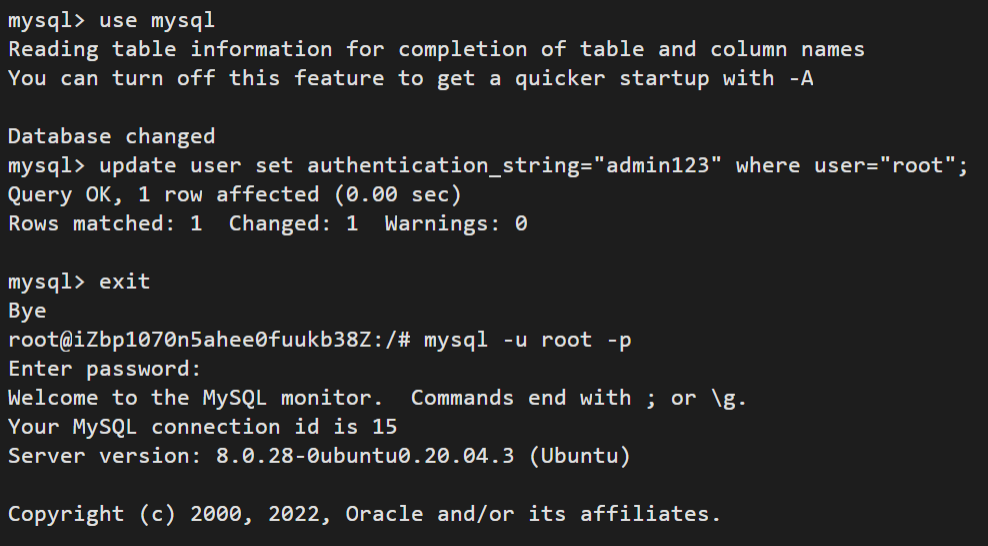 mysql> use mysql
Reading table information for completion of table and column names
You can turn off this feature to get a quicker startup with -A
Database changed
mysql> update user set authentication_string="admin123" where user="root";
Query OK, 1 row affected (0.00 sec)
Rows matched: 1  Changed: 1  Warnings: 0
mysql> exit
Bye
root@iZbp1070n5ahee0fuukb38Z:/# mysql -u root -p
Enter password:
Welcome to the MySQL monitor.  Commands end with ; or \g.
Your MySQL connection id is 15
Server version: 8.0.28-0ubuntu0.20.04.3 (Ubuntu)
Copyright (c) 2000, 2022, Oracle and/or its affiliates.